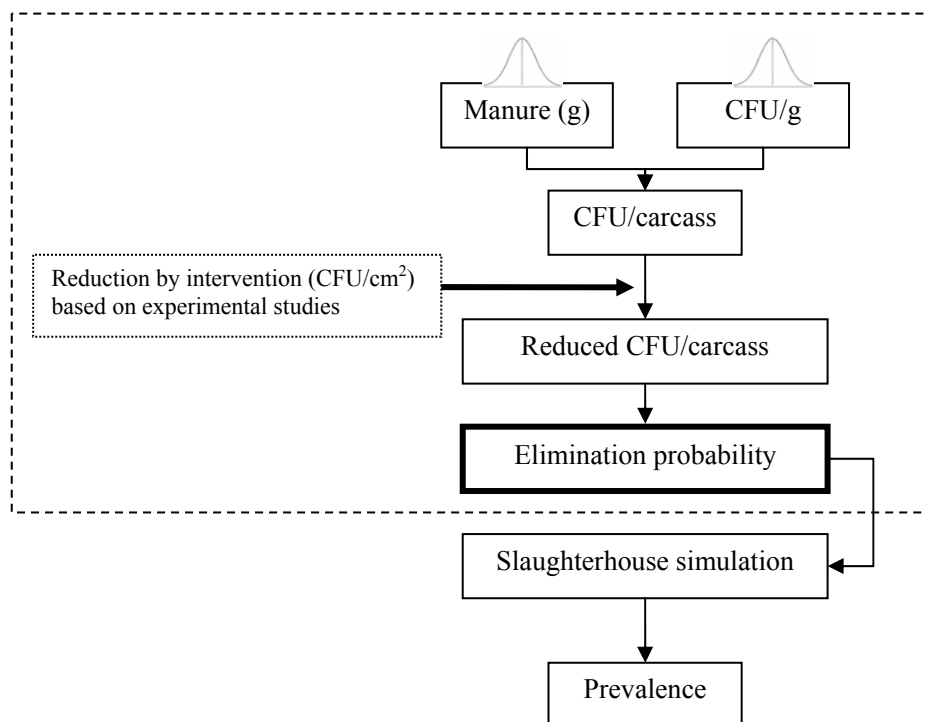 Manure (g)
CFU/g
CFU/carcass
Reduction by intervention (CFU/cm²)
based on experimental studies
Reduced CFU/carcass
Elimination probability
Slaughterhouse simulation
Prevalence